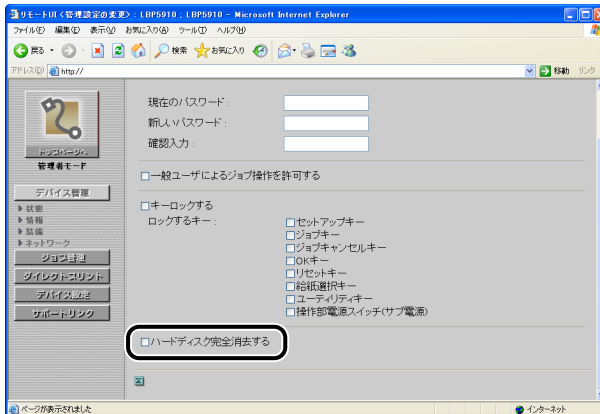 リモートUI <管理設定の変更> : LBP5910 ; LBP5910 - Microsoft Internet Explorer
ファイル(F) 編集(E) 表示(V) お気に入り(A) ツール(T) ヘルプ(H)
戻る 検索 お気に入り
アドレス(D) http:// 移動 リンク
トップページへ
管理者モード
デバイス管理
状態
情報
装備
ネットワーク
ジョブ管理
ダイレクトプリント
デバイス設定
サポートリンク
現在のパスワード :
新しいパスワード :
確認入力 :
一般ユーザによるジョブ操作を許可する
キーロックする
ロックするキー :
セットアップキー
ジョブキー
ジョブキャンセルキー
OKキー
リセットキー
給紙選択キー
ユーティリティキー
操作部電源スイッチ(サブ電源)
ハードディスク完全消去する
ページが表示されました インターネット